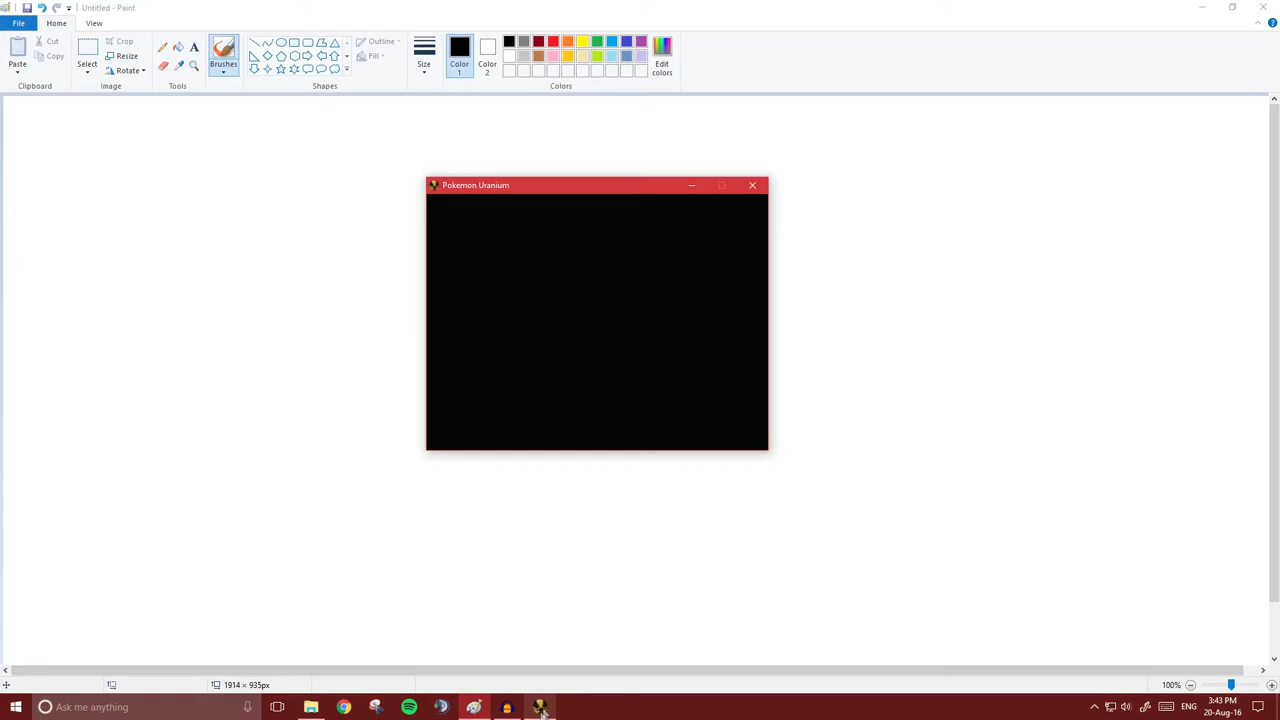 Untitled - Paint
File Home View
Cut
Copy
Paste
Clipboard
Crop
Resize
Rotate
Select
Image
Tools
Brushes
Outline
Fill
Shapes
Size
Color 1
Color 2
Edit colors
Colors
Pokemon Uranium
1914 × 935px
100%
Ask me anything
ENG
3:43 PM
20-Aug-16